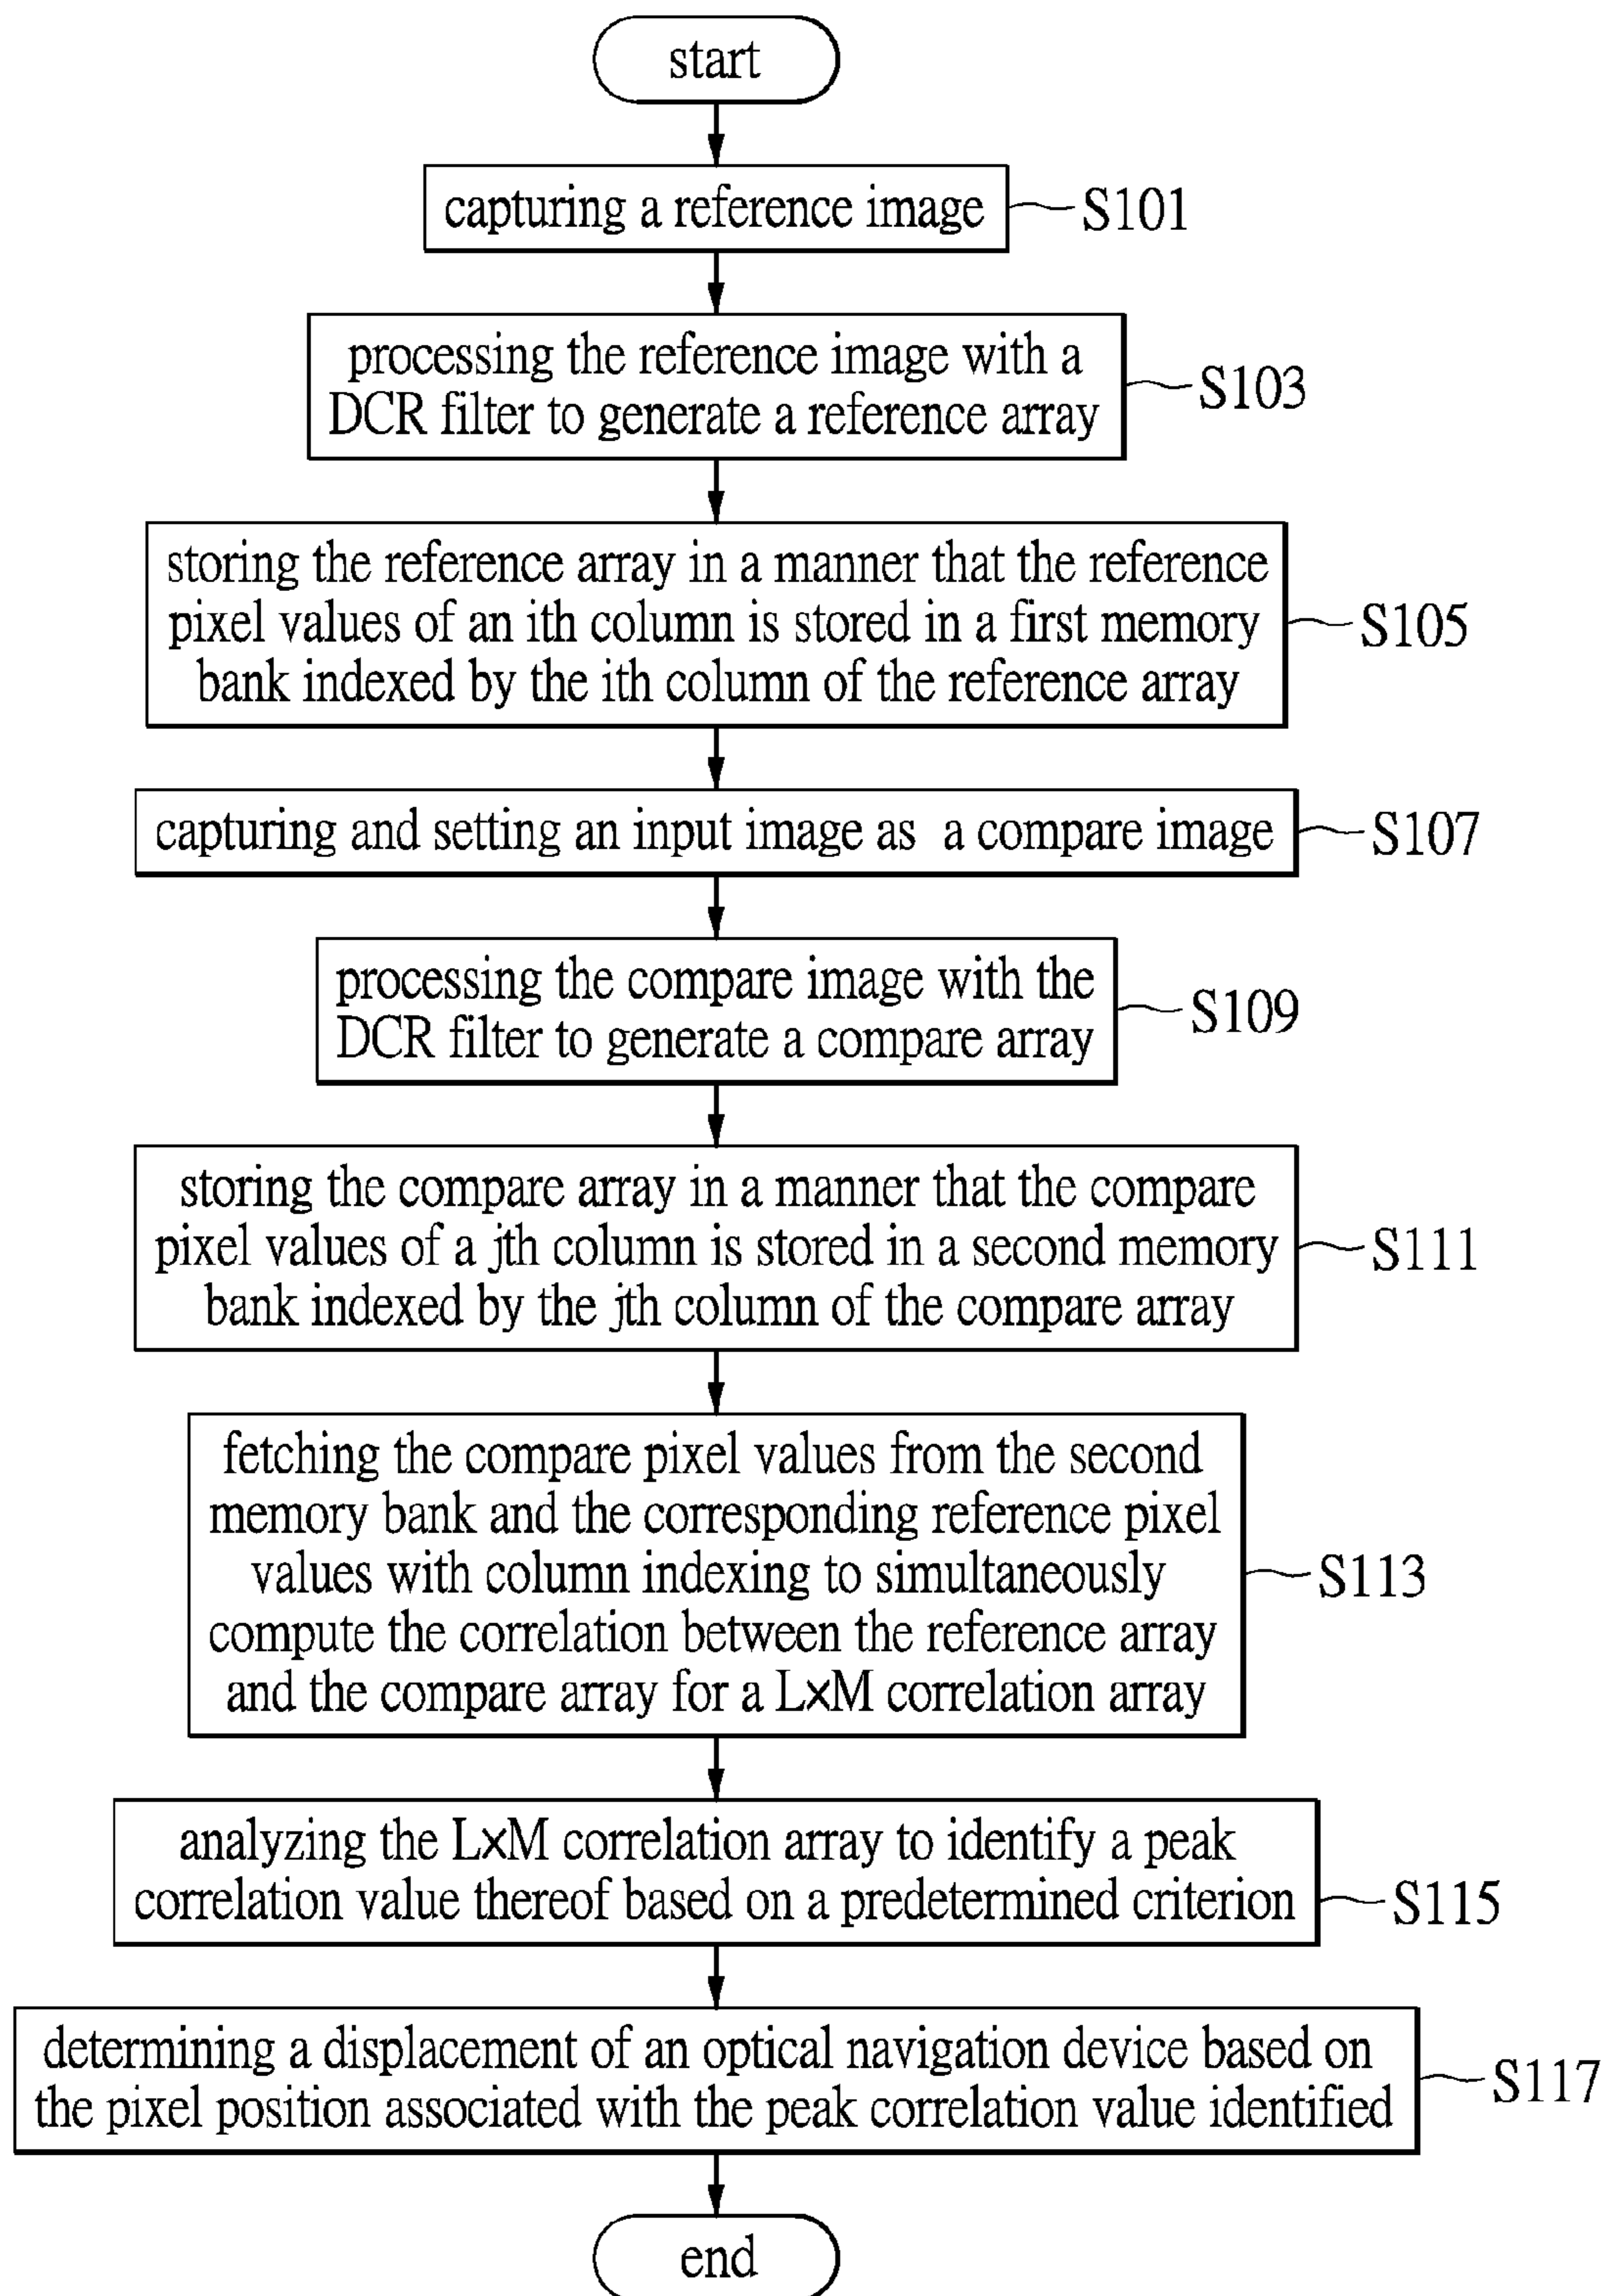 start
capturing a reference image
S101
processing the reference image with a
DCR filter to generate a reference array
S103
storing the reference array in a manner that the reference
pixel values of an ith column is stored in a first memory
bank indexed by the ith column of the reference array
S105
capturing and setting an input image as a compare image
S107
processing the compare image with the
DCR filter to generate a compare array
S109
storing the compare array in a manner that the compare
pixel values of a jth column is stored in a second memory
bank indexed by the jth column of the compare array
S111
fetching the compare pixel values from the second
memory bank and the corresponding reference pixel
values with column indexing to simultaneously
compute the correlation between the reference array
and the compare array for a L×M correlation array
S113
analyzing the L×M correlation array to identify a peak
correlation value thereof based on a predetermined criterion
S115
determining a displacement of an optical navigation device based on
the pixel position associated with the peak correlation value identified
S117
end